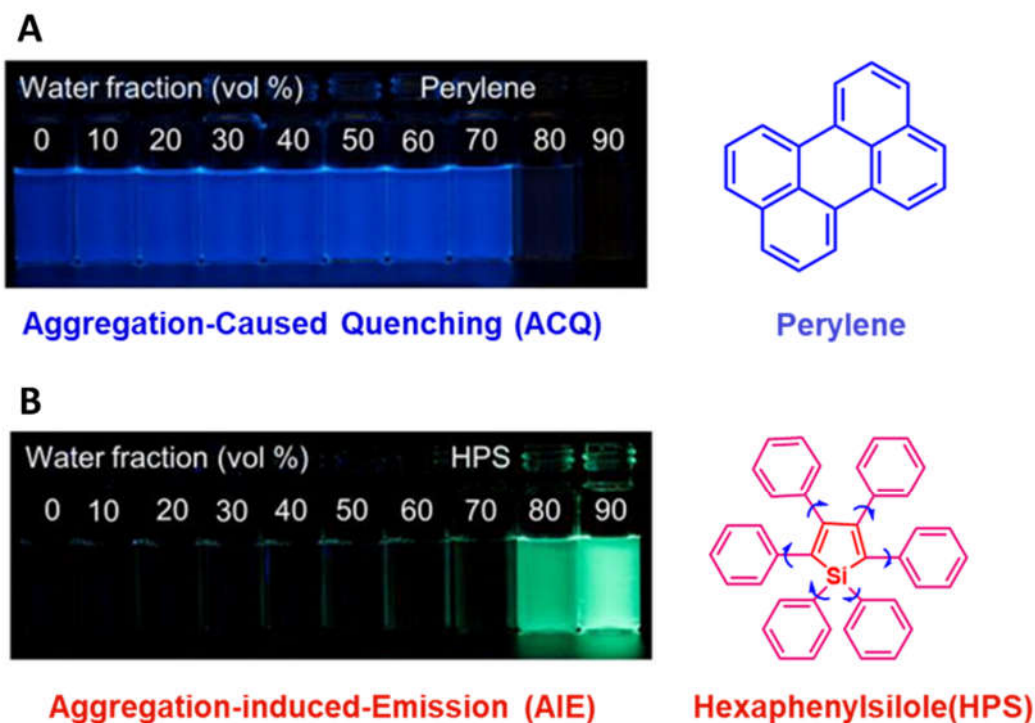 A
Water fraction (vol %) Perylene
0 10 20 30 40 50 60 70 80 90
Aggregation-Caused Quenching (ACQ)
Perylene
B
Water fraction (vol %) HPS
0 10 20 30 40 50 60 70 80 90
Si
Aggregation-induced-Emission (AIE)
Hexaphenylsilole(HPS)